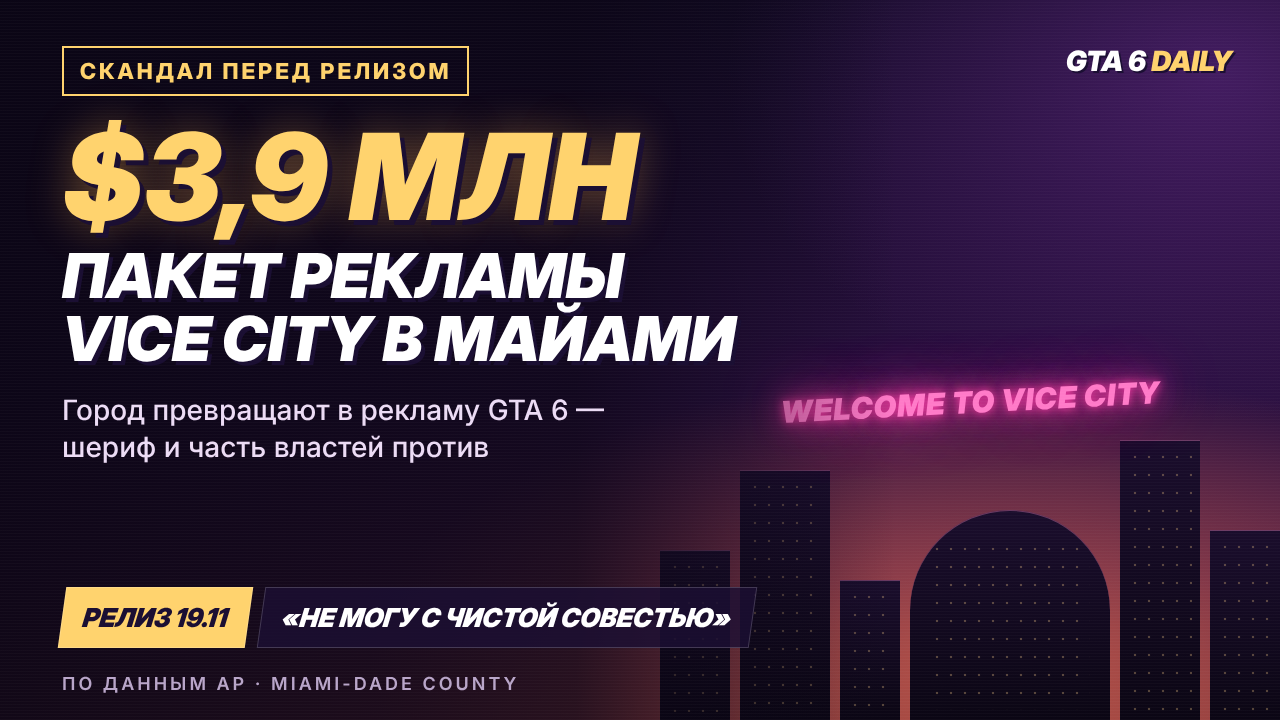 СКАНДАЛ ПЕРЕД РЕЛИЗОМ
GTA 6 DAILY
$3,9 МЛН
ПАКЕТ РЕКЛАМЫ
VICE CITY В МАЙАМИ
Город превращают в рекламу GTA 6 —
шериф и часть властей против
WELCOME TO VICE CITY
РЕЛИЗ 19.11
«НЕ МОГУ С ЧИСТОЙ СОВЕСТЬЮ»
ПО ДАННЫМ AP · MIAMI-DADE COUNTY